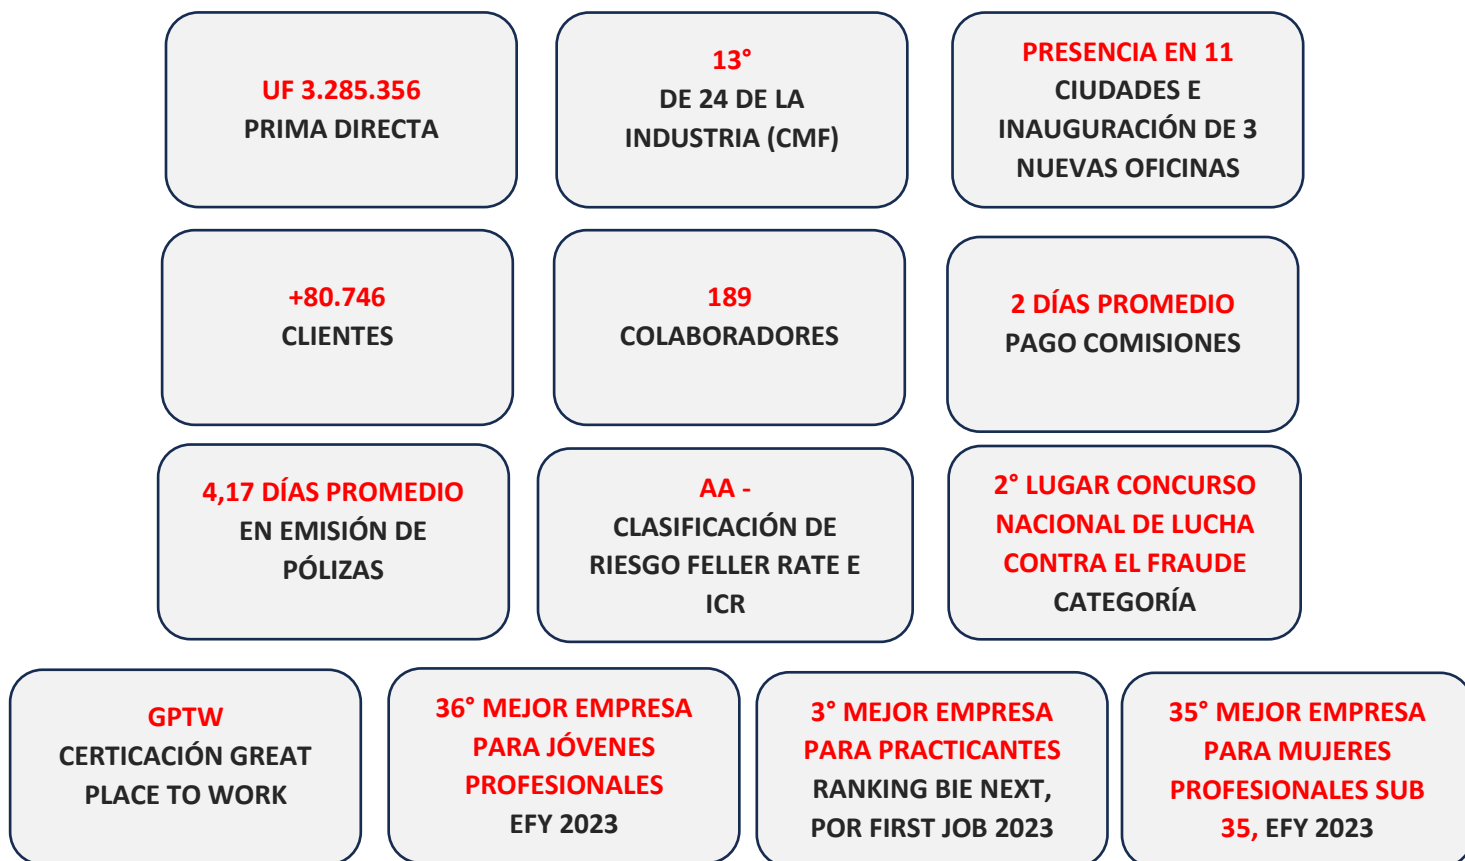 UF 3.285.356
PRIMA DIRECTA
13°
DE 24 DE LA
INDUSTRIA (CMF)
PRESENCIA EN 11
CIUDADES E
INAUGURACIÓN DE 3
NUEVAS OFICINAS
+80.746
CLIENTES
189
COLABORADORES
2 DÍAS PROMEDIO
PAGO COMISIONES
4,17 DÍAS PROMEDIO
EN EMISIÓN DE
PÓLIZAS
AA -
CLASIFICACIÓN DE
RIESGO FELLER RATE E
ICR
2° LUGAR CONCURSO
NACIONAL DE LUCHA
CONTRA EL FRAUDE
CATEGORÍA
GPTW
CERTICACIÓN GREAT
PLACE TO WORK
36° MEJOR EMPRESA
PARA JÓVENES
PROFESIONALES
EFY 2023
3° MEJOR EMPRESA
PARA PRACTICANTES
RANKING BIE NEXT,
POR FIRST JOB 2023
35° MEJOR EMPRESA
PARA MUJERES
PROFESIONALES SUB
35, EFY 2023